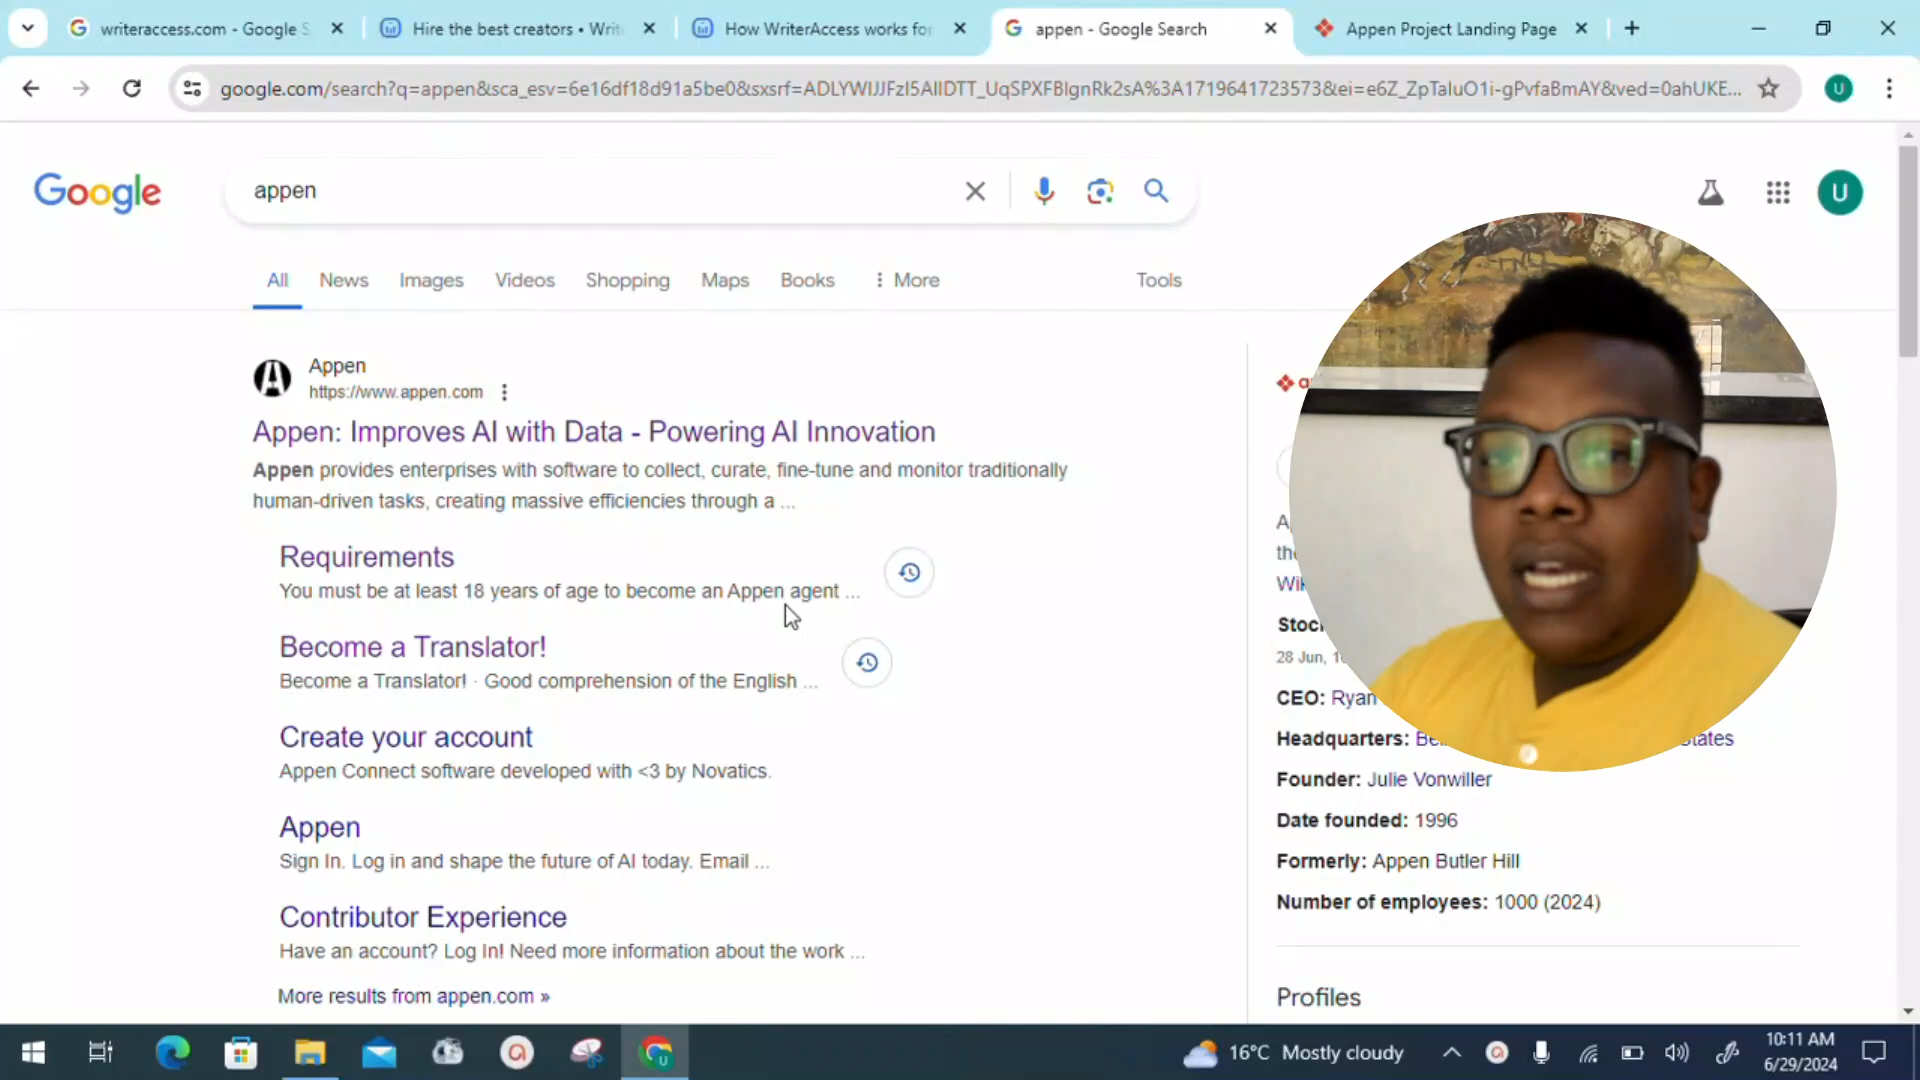 writeraccess.com - Google S
Hire the best creators • Writ
How WriterAccess works for
appen - Google Search
Appen Project Landing Page
google.com/search?q=appen&sca_esv=6e16df18d91a5be0&sxsrf=ADLYWIJJFzI5AIIDTT_UqSPXFBlgnRk2sA%3A1719641723573&ei=e6Z_ZpTaIuO1i-gPvfaBmAY&ved=0ahUKE...
U
Google
appen
U
All
News
Images
Videos
Shopping
Maps
Books
More
Tools
Appen
https://www.appen.com
Appen: Improves AI with Data - Powering AI Innovation
Appen provides enterprises with software to collect, curate, fine-tune and monitor traditionally
human-driven tasks, creating massive efficiencies through a ...
Requirements
You must be at least 18 years of age to become an Appen agent ...
Become a Translator!
Become a Translator! · Good comprehension of the English ...
Create your account
Appen Connect software developed with <3 by Novatics.
Appen
Sign In. Log in and shape the future of AI today. Email ...
Contributor Experience
Have an account? Log In! Need more information about the work ...
More results from appen.com »
28 Jun,
CEO: Ryan
Headquarters:
States
Founder: Julie Vonwiller
Date founded: 1996
Formerly: Appen Butler Hill
Number of employees: 1000 (2024)
Profiles
16°C Mostly cloudy
10:11 AM
6/29/2024